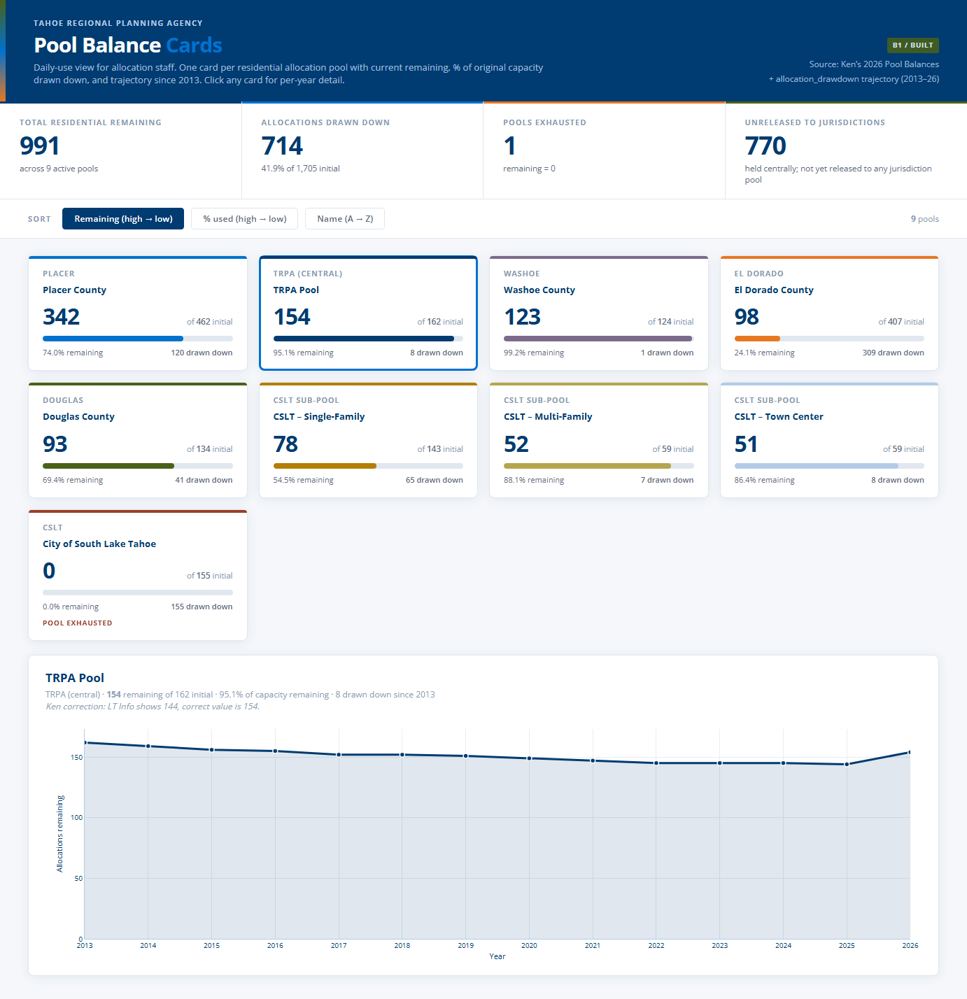 TAHOE REGIONAL PLANNING AGENCY
Pool Balance Cards
Daily-use view for allocation staff. One card per residential allocation pool with current remaining, % of original capacity
drawn down, and trajectory since 2013. Click any card for per-year detail.
B1 / BUILT
Source: Ken's 2026 Pool Balances
+ allocation_drawdown trajectory (2013–26)
TOTAL RESIDENTIAL REMAINING
991
across 9 active pools
ALLOCATIONS DRAWN DOWN
714
41.9% of 1,705 initial
POOLS EXHAUSTED
1
remaining = 0
UNRELEASED TO JURISDICTIONS
770
held centrally; not yet released to any jurisdiction
pool
SORT
Remaining (high → low)
% used (high → low)
Name (A → Z)
9 pools
PLACER
Placer County
342
of 462 initial
74.0% remaining
120 drawn down
TRPA (CENTRAL)
TRPA Pool
154
of 162 initial
95.1% remaining
8 drawn down
WASHOE
Washoe County
123
of 124 initial
99.2% remaining
1 drawn down
EL DORADO
El Dorado County
98
of 407 initial
24.1% remaining
309 drawn down
DOUGLAS
Douglas County
93
of 134 initial
69.4% remaining
41 drawn down
CSLT SUB-POOL
CSLT – Single-Family
78
of 143 initial
54.5% remaining
65 drawn down
CSLT SUB-POOL
CSLT – Multi-Family
52
of 59 initial
88.1% remaining
7 drawn down
CSLT SUB-POOL
CSLT – Town Center
51
of 59 initial
86.4% remaining
8 drawn down
CSLT
City of South Lake Tahoe
0
of 155 initial
0.0% remaining
155 drawn down
POOL EXHAUSTED
TRPA Pool
TRPA (central) · 154 remaining of 162 initial · 95.1% of capacity remaining · 8 drawn down since 2013
Ken correction: LT Info shows 144, correct value is 154.
Allocations remaining
150
100
50
0
2013
2014
2015
2016
2017
2018
2019
2020
2021
2022
2023
2024
2025
2026
Year